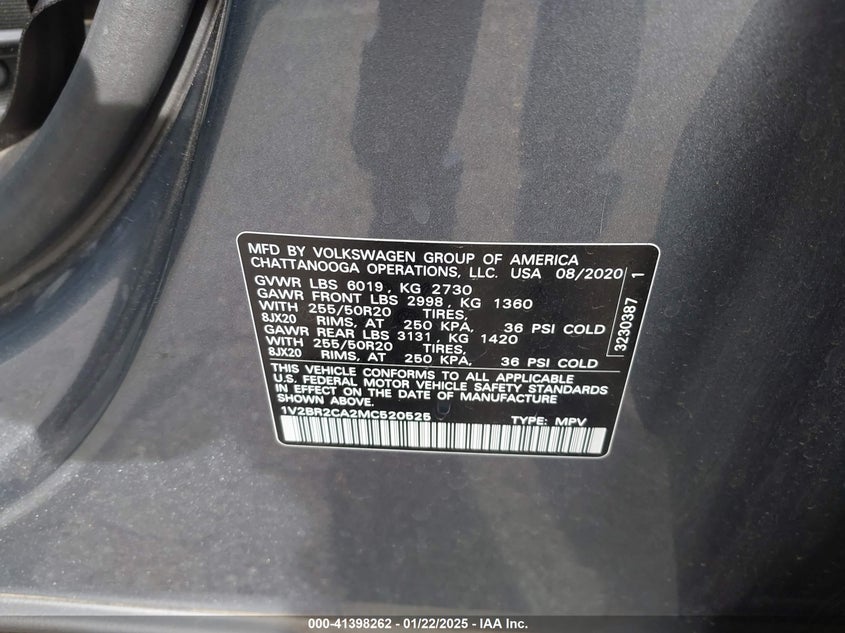 MFD BY VOLKSWAGEN GROUP OF AMERICA
CHATTANOOGA OPERATIONS, LLC. USA 08/2020
GVWR LBS 6019, KG 2730
GAWR FRONT LBS 2998, KG 1360
WITH 255/50R20 TIRES,
8JX20 RIMS, AT 250 KPA, 36 PSI COLD
GAWR REAR LBS 3131, KG 1420
WITH 255/50R20 TIRES,
8JX20 RIMS, AT 250 KPA, 36 PSI COLD
THIS VEHICLE CONFORMS TO ALL APPLICABLE
U.S. FEDERAL MOTOR VEHICLE SAFETY STANDARDS
IN EFFECT ON THE DATE OF MANUFACTURE
SHOWN ABOVE.
1V2BR2CA2MC520525 TYPE: MPV
3230387 1
000-41398262 - 01/22/2025 - IAA Inc.